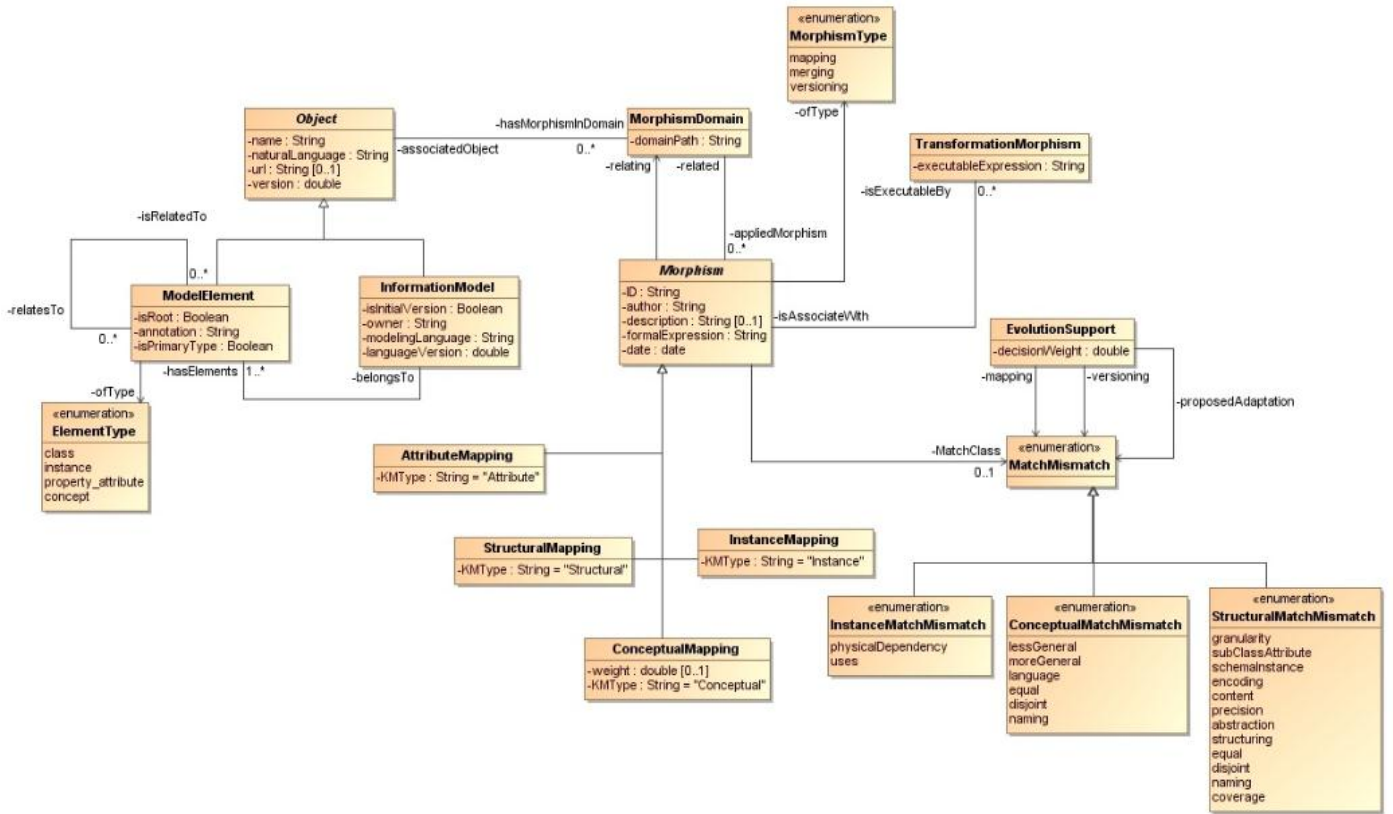 «enumeration»
MorphismType
mapping
merging
versioning
-ofType
Object
-name : String
-naturalLanguage : String
-url : String [0..1]
-version : double
-hasMorphismInDomain
-associatedObject
0..*
MorphismDomain
-domainPath : String
-relating
-related
TransformationMorphism
-executableExpression : String
-isExecutableBy
0..*
-isRelatedTo
0..*
-relatesTo
0..*
ModelElement
-isRoot : Boolean
-annotation : String
-isPrimaryType : Boolean
-hasElements
1..*
InformationModel
-isInitialVersion : Boolean
-owner : String
-modelingLanguage : String
-languageVersion : double
-belongsTo
-appliedMorphism
0..*
Morphism
-ID : String
-author : String
-description : String [0..1]
-formalExpression : String
-date : date
-isAssociateWith
EvolutionSupport
-decisionWeight : double
-mapping
-versioning
-proposedAdaptation
-ofType
«enumeration»
ElementType
class
instance
property_attribute
concept
-MatchClass
0..1
«enumeration»
MatchMismatch
AttributeMapping
-KMType : String = "Attribute"
StructuralMapping
-KMType : String = "Structural"
InstanceMapping
-KMType : String = "Instance"
ConceptualMapping
-weight : double [0..1]
-KMType : String = "Conceptual"
«enumeration»
InstanceMatchMismatch
physicalDependency
uses
«enumeration»
ConceptualMatchMismatch
lessGeneral
moreGeneral
language
equal
disjoint
naming
«enumeration»
StructuralMatchMismatch
granularity
subClassAttribute
schemaInstance
encoding
content
precision
abstraction
structuring
equal
disjoint
naming
coverage